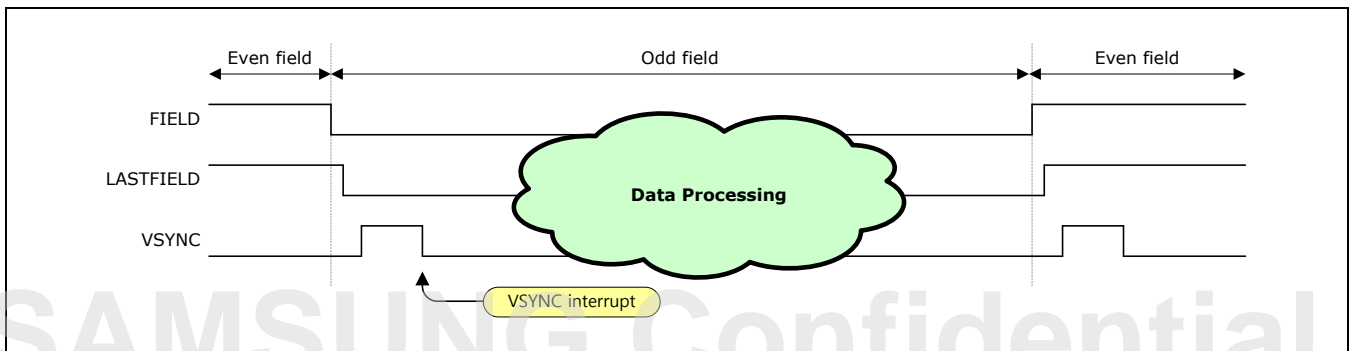 Even field Odd field Even field
FIELD
LASTFIELD
Data Processing
VSYNC
VSYNC interrupt
SAMSUNG Confidential